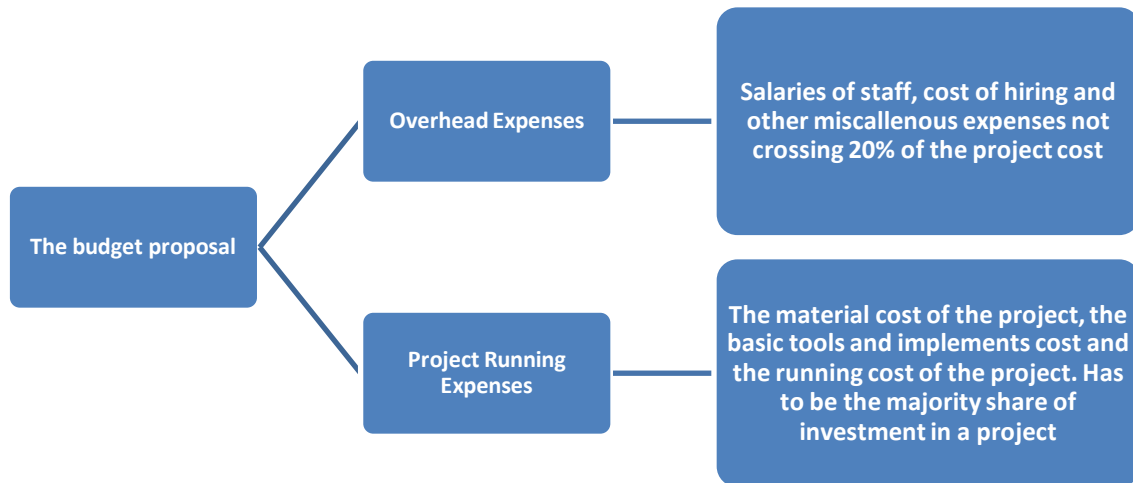 The budget proposal
Overhead Expenses
Salaries of staff, cost of hiring and
other miscallenous expenses not
crossing 20% of the project cost
Project Running
Expenses
The material cost of the project, the
basic tools and implements cost and
the running cost of the project. Has
to be the majority share of
investment in a project